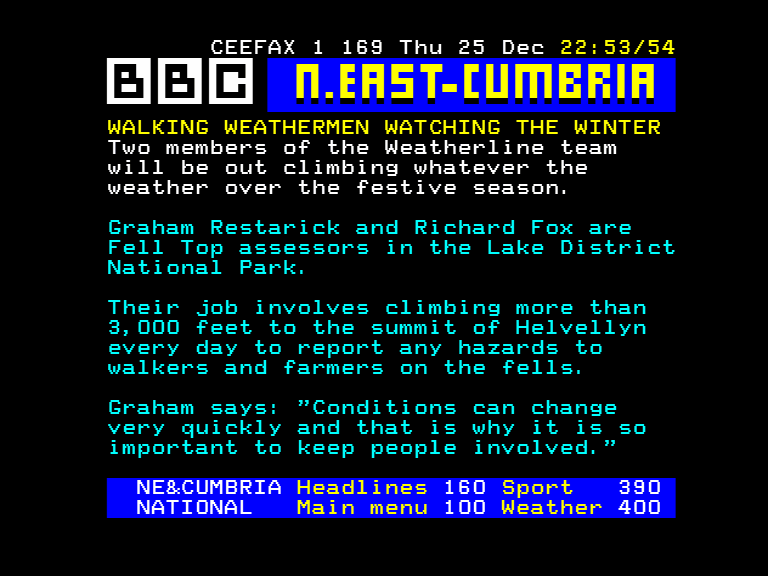 CEEFAX 1 169 Thu 25 Dec 22:53/54
BBC N.EAST-CUMBRIA
WALKING WEATHERMEN WATCHING THE WINTER
Two members of the Weatherline team
will be out climbing whatever the
weather over the festive season.
Graham Restarick and Richard Fox are
Fell Top assessors in the Lake District
National Park.
Their job involves climbing more than
3,000 feet to the summit of Helvellyn
every day to report any hazards to
walkers and farmers on the fells.
Graham says: ”Conditions can change
very quickly and that is why it is so
important to keep people involved.”
NE&CUMBRIA Headlines 160 Sport 390
NATIONAL Main menu 100 Weather 400